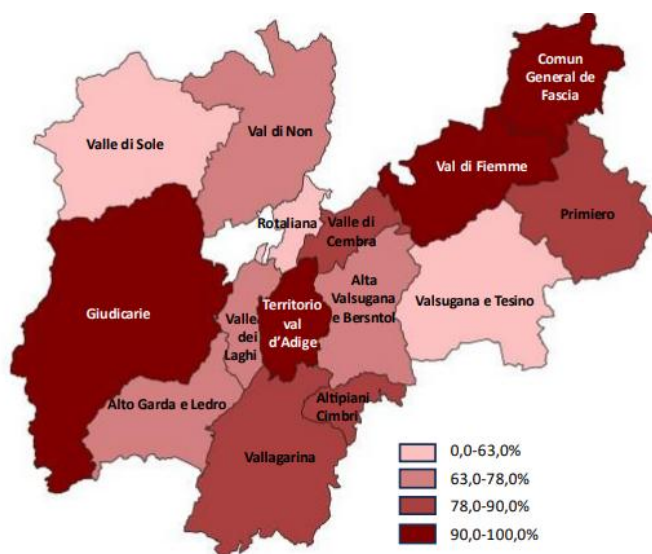 Comun
General de
Fascia
Valle di Sole
Val di Non
Val di Fiemme
Rotaliana
Valle di
Cembra
Primiero
Giudicarie
Valle
dei
Laghi
Territorio
val
d'Adige
Alta
Valsugana
e Bersntol
Valsugana e Tesino
Alto Garda e Ledro
Altipiani
Cimbri
Vallagarina
0,0-63,0%
63,0-78,0%
78,0-90,0%
90,0-100,0%